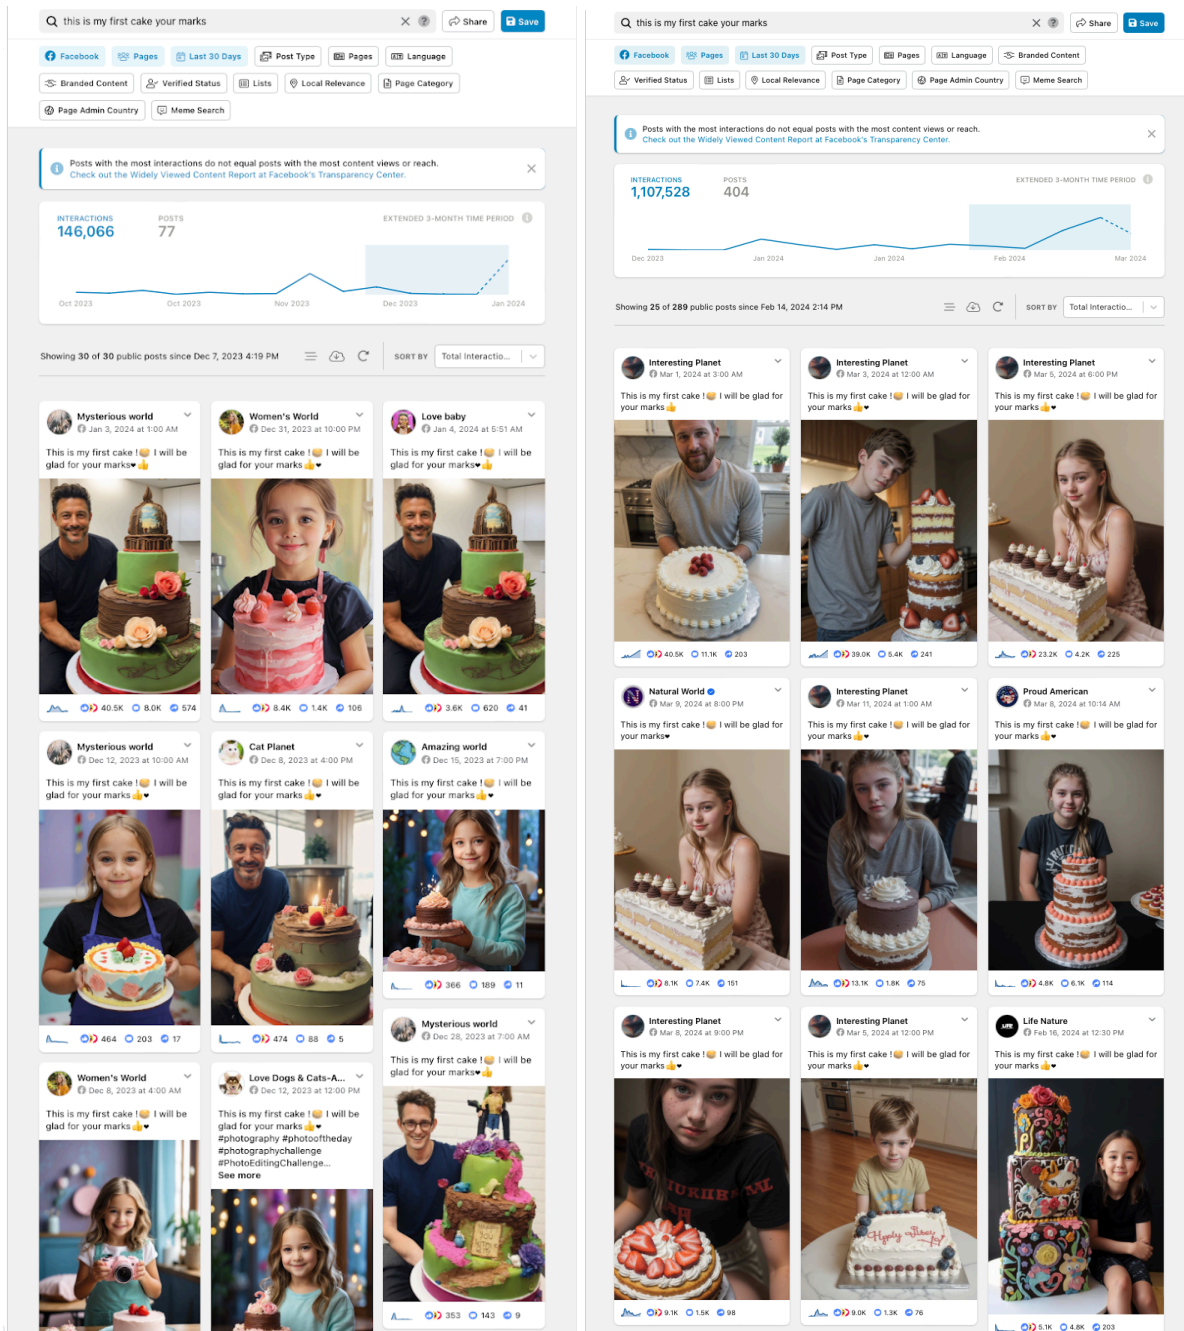 this is my first cake your marks
Share
Save
Facebook
Pages
Last 30 Days
Post Type
Pages
Language
Branded Content
Verified Status
Lists
Local Relevance
Page Category
Page Admin Country
Meme Search
Posts with the most interactions do not equal posts with the most content views or reach.
Check out the Widely Viewed Content Report at Facebook's Transparency Center.
INTERACTIONS
146,066
POSTS
77
EXTENDED 3-MONTH TIME PERIOD
Oct 2023
Oct 2023
Nov 2023
Dec 2023
Jan 2024
Showing 30 of 30 public posts since Dec 7, 2023 4:19 PM
SORT BY
Total Interactio...
Mysterious world
Jan 3, 2024 at 1:00 AM
This is my first cake !🥲 I will be
glad for your marks❤👍
40.5K 8.0K 574
Women's World
Dec 31, 2023 at 10:00 PM
This is my first cake !🥲 I will be
glad for your marks👍❤
8.4K 1.4K 106
Love baby
Jan 4, 2024 at 5:51 AM
This is my first cake !🥲 I will be
glad for your marks❤👍
3.6K 620 41
Mysterious world
Dec 12, 2023 at 10:00 AM
This is my first cake !🥲 I will be
glad for your marks👍❤
464 203 17
Cat Planet
Dec 8, 2023 at 4:00 PM
This is my first cake !🥲 I will be
glad for your marks👍❤
474 88 5
Amazing world
Dec 15, 2023 at 7:00 PM
This is my first cake !🥲 I will be
glad for your marks👍❤
366 189 11
Women's World
Dec 8, 2023 at 4:00 AM
This is my first cake !🥲 I will be
glad for your marks👍❤
Love Dogs & Cats-A...
Dec 12, 2023 at 12:00 PM
This is my first cake !🥲 I will be
glad for your marks👍❤
#photography #photooftheday
#photographychallenge
#PhotoEditingChallenge...
See more
Mysterious world
Dec 28, 2023 at 7:00 AM
This is my first cake !🥲 I will be
glad for your marks❤👍
353 143 9
this is my first cake your marks
Share
Save
Facebook
Pages
Last 30 Days
Post Type
Pages
Language
Branded Content
Verified Status
Lists
Local Relevance
Page Category
Page Admin Country
Meme Search
Posts with the most interactions do not equal posts with the most content views or reach.
Check out the Widely Viewed Content Report at Facebook's Transparency Center.
INTERACTIONS
1,107,528
POSTS
404
EXTENDED 3-MONTH TIME PERIOD
Dec 2023
Jan 2024
Jan 2024
Feb 2024
Mar 2024
Showing 25 of 289 public posts since Feb 14, 2024 2:14 PM
SORT BY
Total Interactio...
Interesting Planet
Mar 1, 2024 at 3:00 AM
This is my first cake !🥲 I will be glad for
your marks👍
40.5K 11.1K 203
Interesting Planet
Mar 3, 2024 at 12:00 AM
This is my first cake !🥲 I will be glad for
your marks👍❤
39.0K 5.4K 241
Interesting Planet
Mar 5, 2024 at 6:00 PM
This is my first cake !🥲 I will be glad for
your marks👍❤
23.2K 4.2K 225
Natural World
Mar 9, 2024 at 8:00 PM
This is my first cake !🥲 I will be glad for
your marks❤
8.1K 7.4K 151
Interesting Planet
Mar 11, 2024 at 1:00 AM
This is my first cake !🥲 I will be glad for
your marks👍❤
13.1K 1.8K 75
Proud American
Mar 8, 2024 at 10:14 AM
This is my first cake !🥲 I will be glad for
your marks👍❤
4.8K 6.1K 114
Interesting Planet
Mar 8, 2024 at 9:00 PM
This is my first cake !🥲 I will be glad for
your marks👍❤
9.1K 1.5K 98
Interesting Planet
Mar 5, 2024 at 12:00 PM
This is my first cake !🥲 I will be glad for
your marks👍❤
9.0K 1.3K 76
LIFE
Life Nature
Feb 16, 2024 at 12:30 PM
This is my first cake !🥲 I will be glad for
your marks👍❤
5.1K 4.8K 203